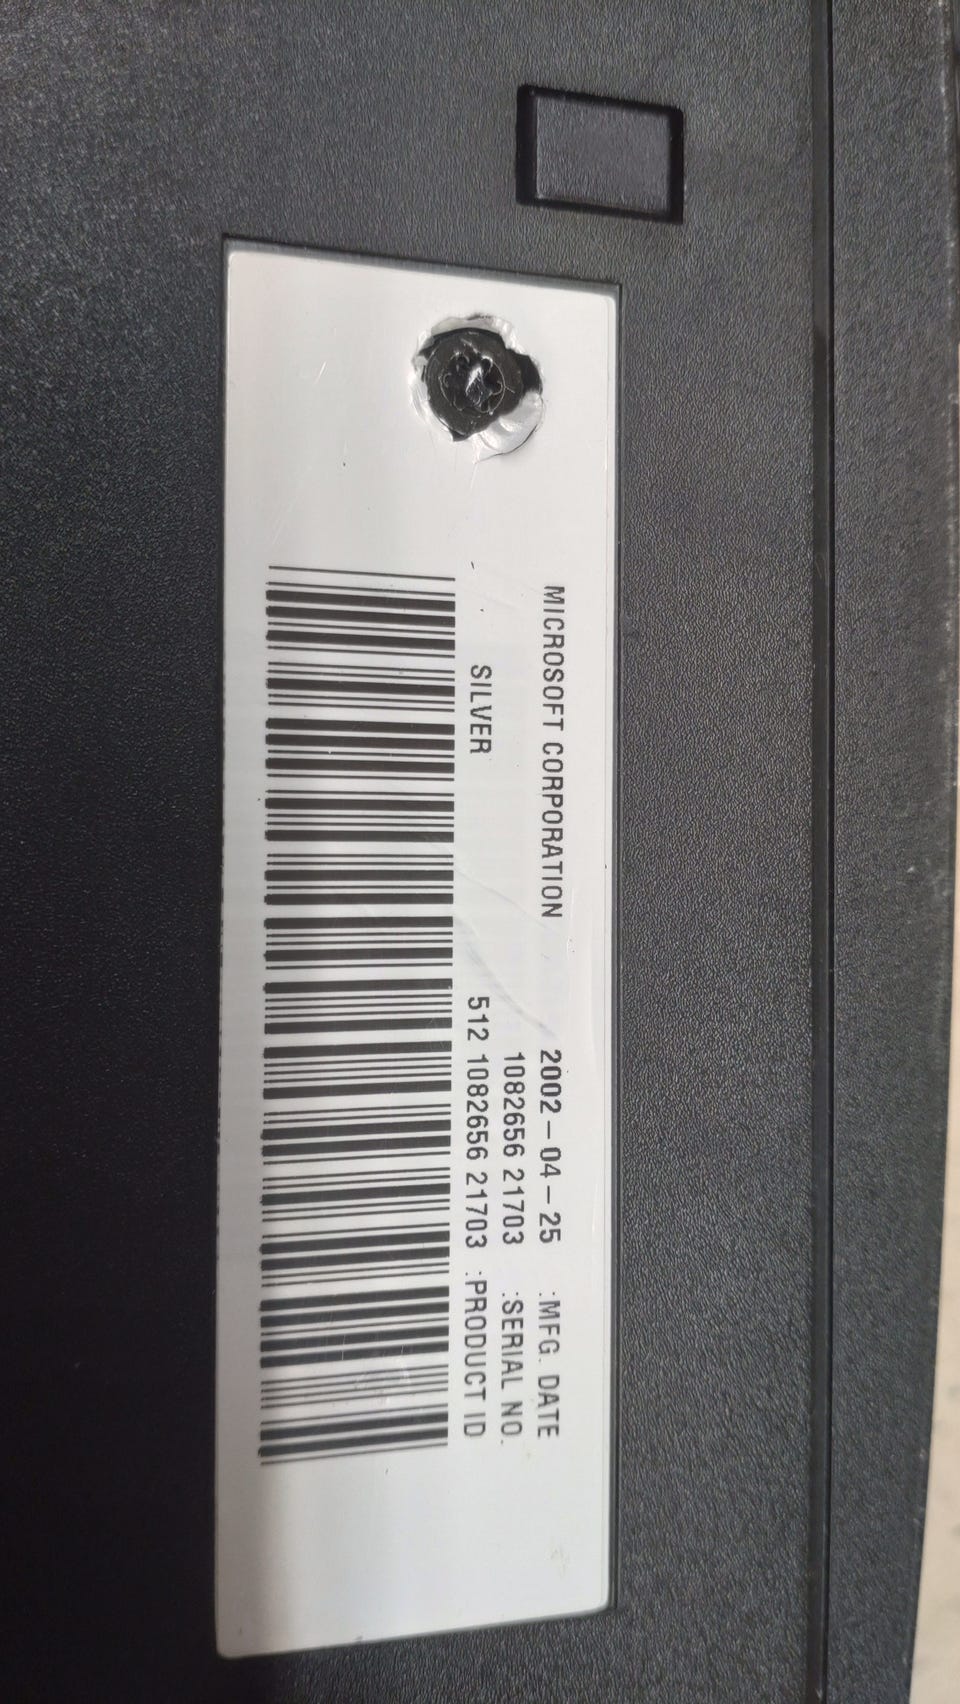 MICROSOFT CORPORATION 2002-04-25 :MFG. DATE
1082656 21703 :SERIAL NO.
SILVER 512 1082656 21703 :PRODUCT ID